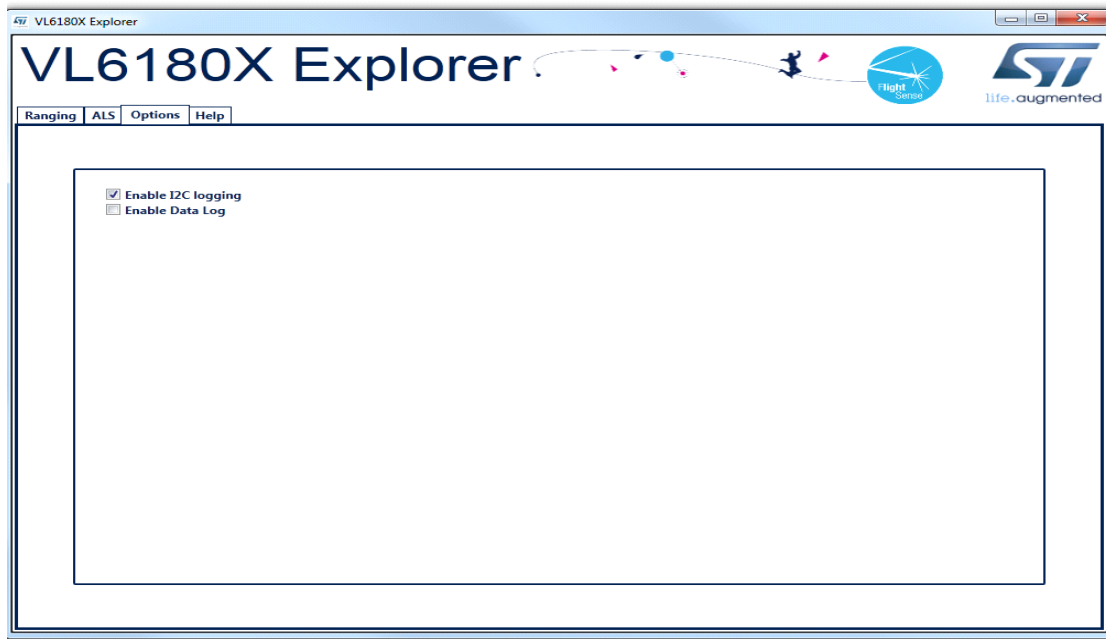 VL6180X Explorer
VL6180X Explorer
Flight
Sense
life.augmented
Ranging ALS Options Help
Enable I2C logging
Enable Data Log